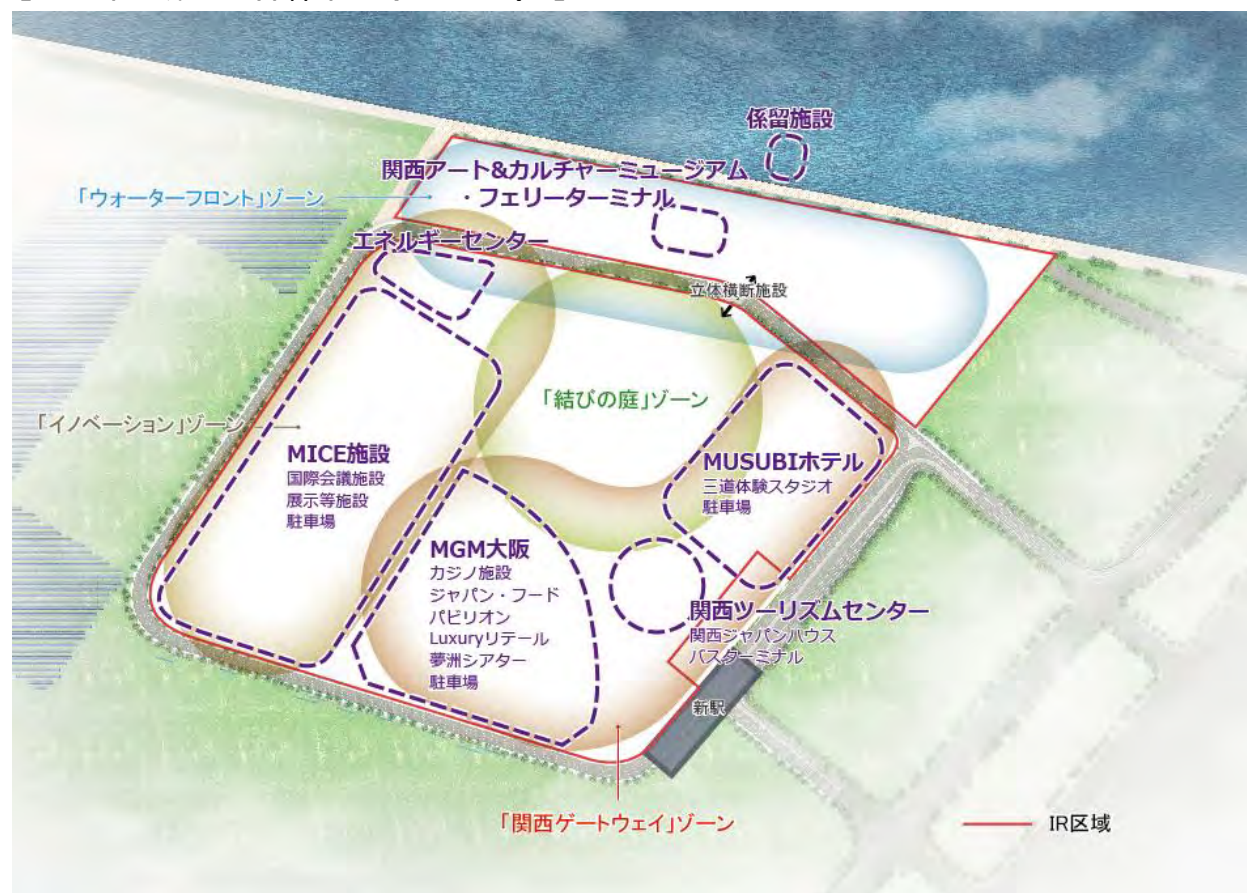 係留施設
関西アート&カルチャーミュージアム
・フェリーターミナル
「ウォーターフロント」ゾーン
エネルギーセンター
立体横断施設
「結びの庭」ゾーン
「イノベーション」ゾーン
MICE施設
国際会議施設
展示等施設
駐車場
MUSUBIホテル
三道体験スタジオ
駐車場
MGM大阪
カジノ施設
ジャパン・フード
パビリオン
Luxuryリテール
夢洲シアター
駐車場
関西ツーリズムセンター
関西ジャパンハウス
バスターミナル
新駅
「関西ゲートウェイ」ゾーン
IR区域